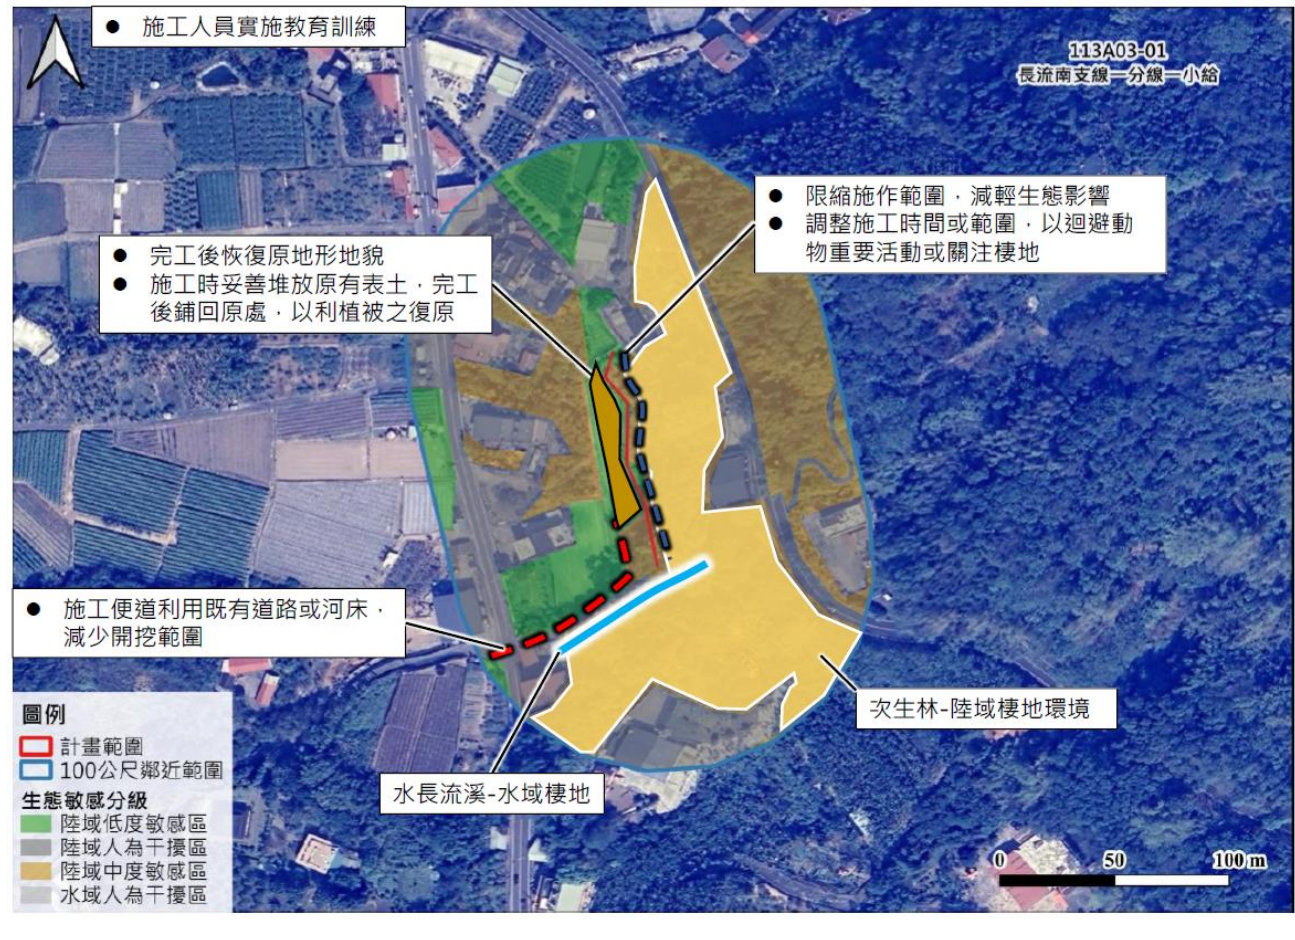 ● 施工人員實施教育訓練
113A03-01
長流南支線一分線一小給
● 限縮施作範圍，減輕生態影響
● 調整施工時間或範圍，以迴避動
物重要活動或關注棲地
● 完工後恢復原地形地貌
● 施工時妥善堆放原有表土，完工
後鋪回原處，以利植被之復原
● 施工便道利用既有道路或河床，
減少開挖範圍
次生林-陸域棲地環境
水長流溪-水域棲地
圖例
計畫範圍
100公尺鄰近範圍
生態敏感分級
陸域低度敏感區
陸域人為干擾區
陸域中度敏感區
水域人為干擾區
0 50 100 m